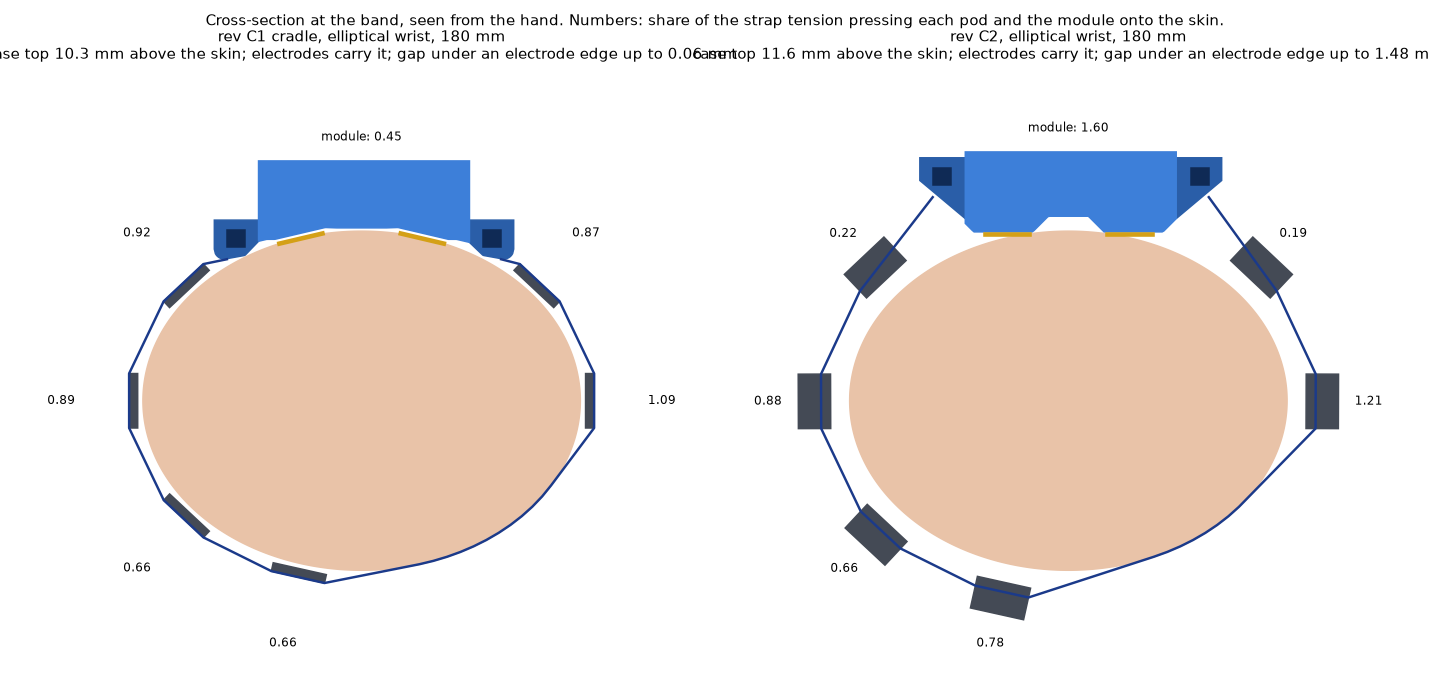 Cross-section at the band, seen from the hand. Numbers: share of the strap tension pressing each pod and the module onto the skin.
rev C1 cradle, elliptical wrist, 180 mm
rev C2, elliptical wrist, 180 mm
top 10.3 mm above the skin; electrodes carry it; gap under an electrode edge up to 0.06 mm
case top 11.6 mm above the skin; electrodes carry it; gap under an electrode edge up to 1.48 m
module: 0.45
module: 1.60
0.92
0.87
0.22
0.19
0.89
1.09
0.88
1.21
0.66
0.66
0.66
0.78